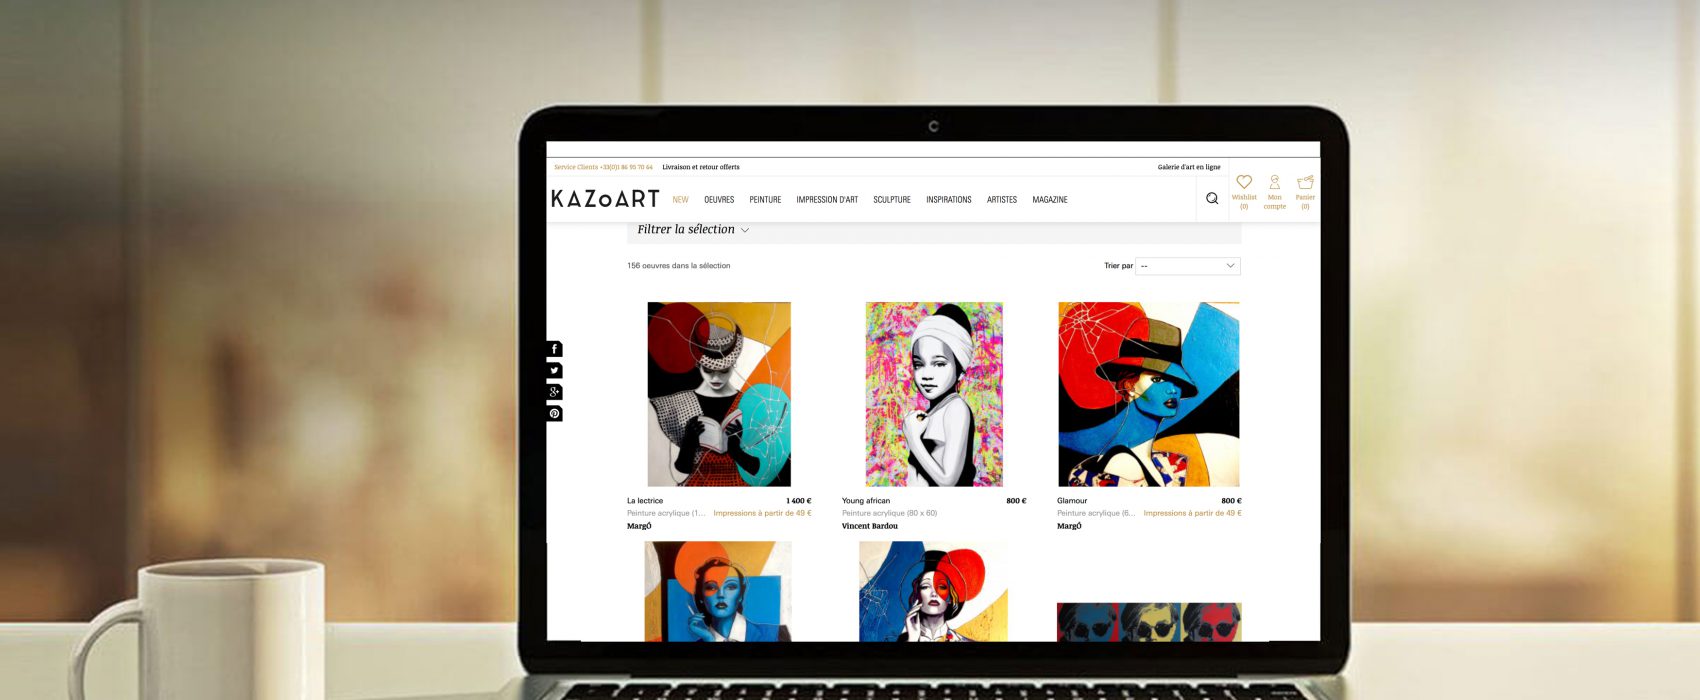 Service Clients +33(0)1 86 95 70 64 Livraison et retour offerts Galerie d'art en ligne
KAZoART NEW OEUVRES PEINTURE IMPRESSION D'ART SCULPTURE INSPIRATIONS ARTISTES MAGAZINE
Wishlist (0)
Mon compte
Panier (0)
Filtrer la sélection
156 oeuvres dans la sélection Trier par --
La lectrice 1 400 €
Peinture acrylique (1... Impressions à partir de 49 €
MargÓ
Young african 800 €
Peinture acrylique (80 x 60)
Vincent Bardou
Glamour 800 €
Peinture acrylique (6... Impressions à partir de 49 €
MargÓ